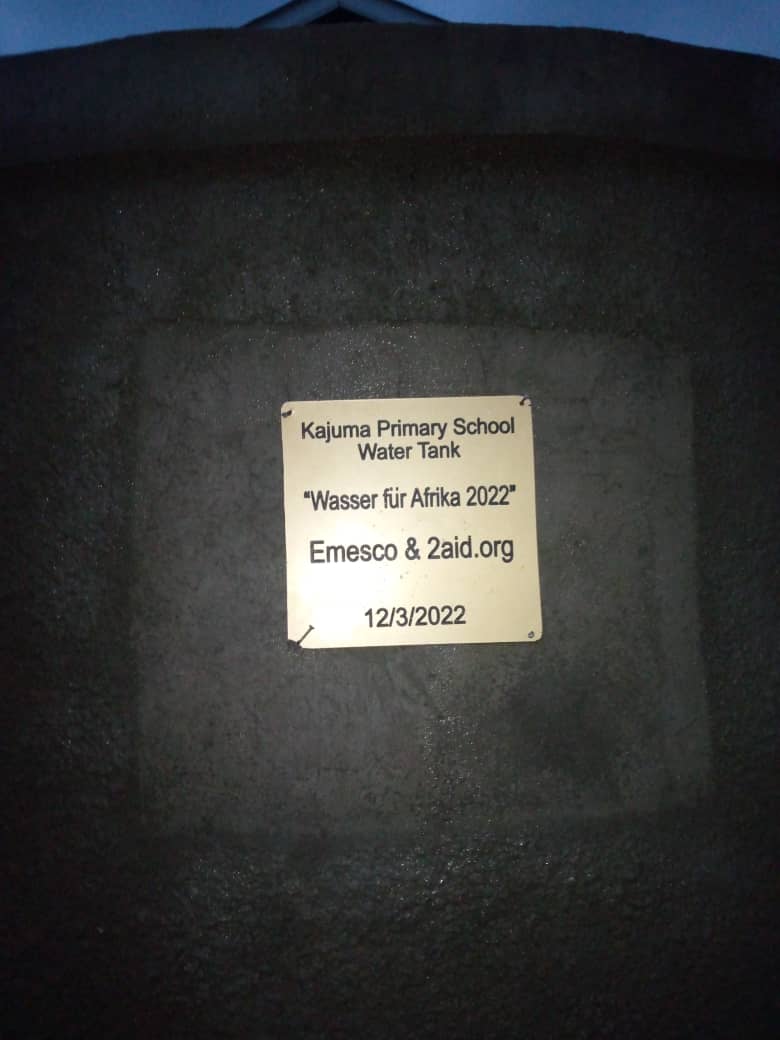 Kajuma Primary School
Water Tank
"Wasser für Afrika 2022"
Emesco & 2aid.org
12/3/2022